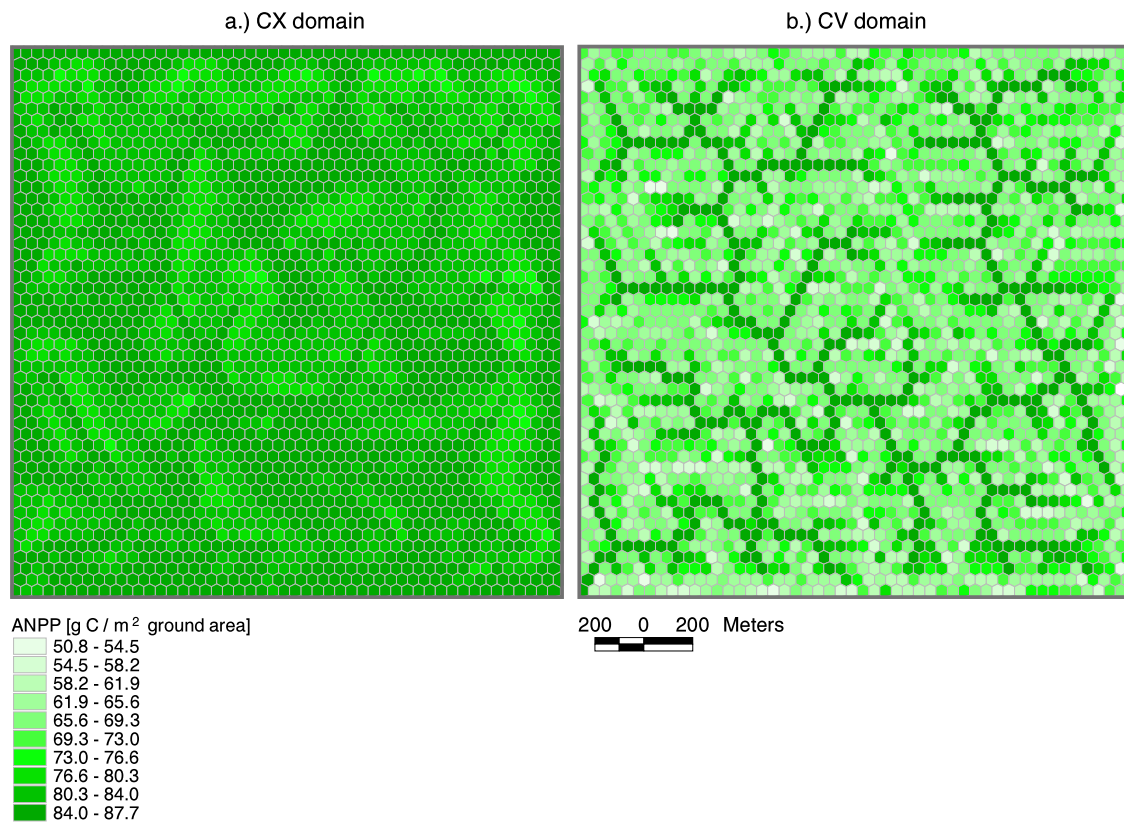 a.) CX domain
b.) CV domain
ANPP [g C / m² ground area]
50.8 - 54.5
54.5 - 58.2
58.2 - 61.9
61.9 - 65.6
65.6 - 69.3
69.3 - 73.0
73.0 - 76.6
76.6 - 80.3
80.3 - 84.0
84.0 - 87.7
200 0 200 Meters